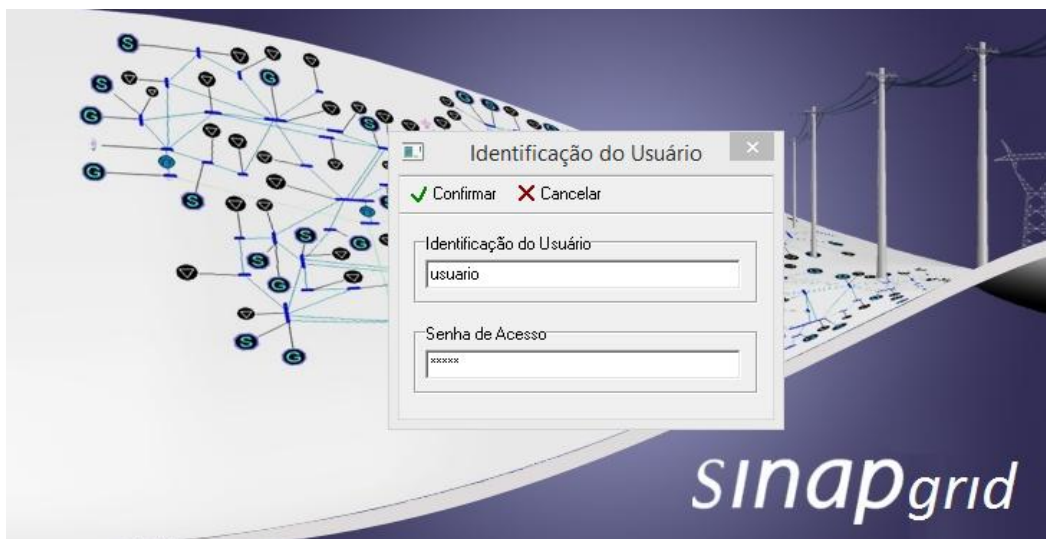 Identificação do Usuário
Confirmar Cancelar
Identificação do Usuário
usuario
Senha de Acesso
*****
sinapgrid